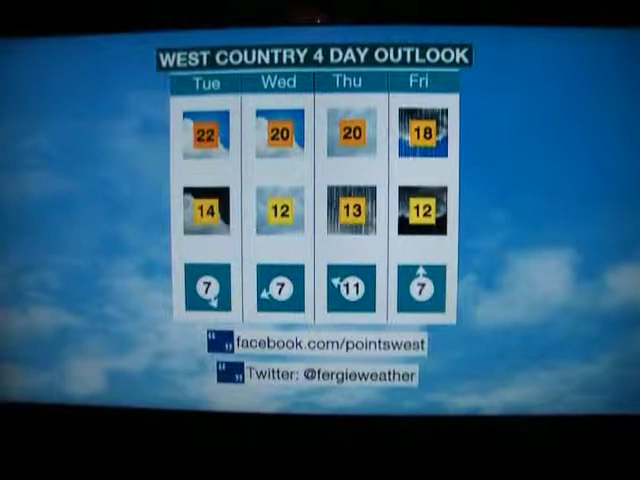 WEST COUNTRY 4 DAY OUTLOOK
Tue Wed Thu Fri
22 20 20 18
14 12 13 12
7 7 11 7
facebook.com/pointswest
Twitter: @fergieweather